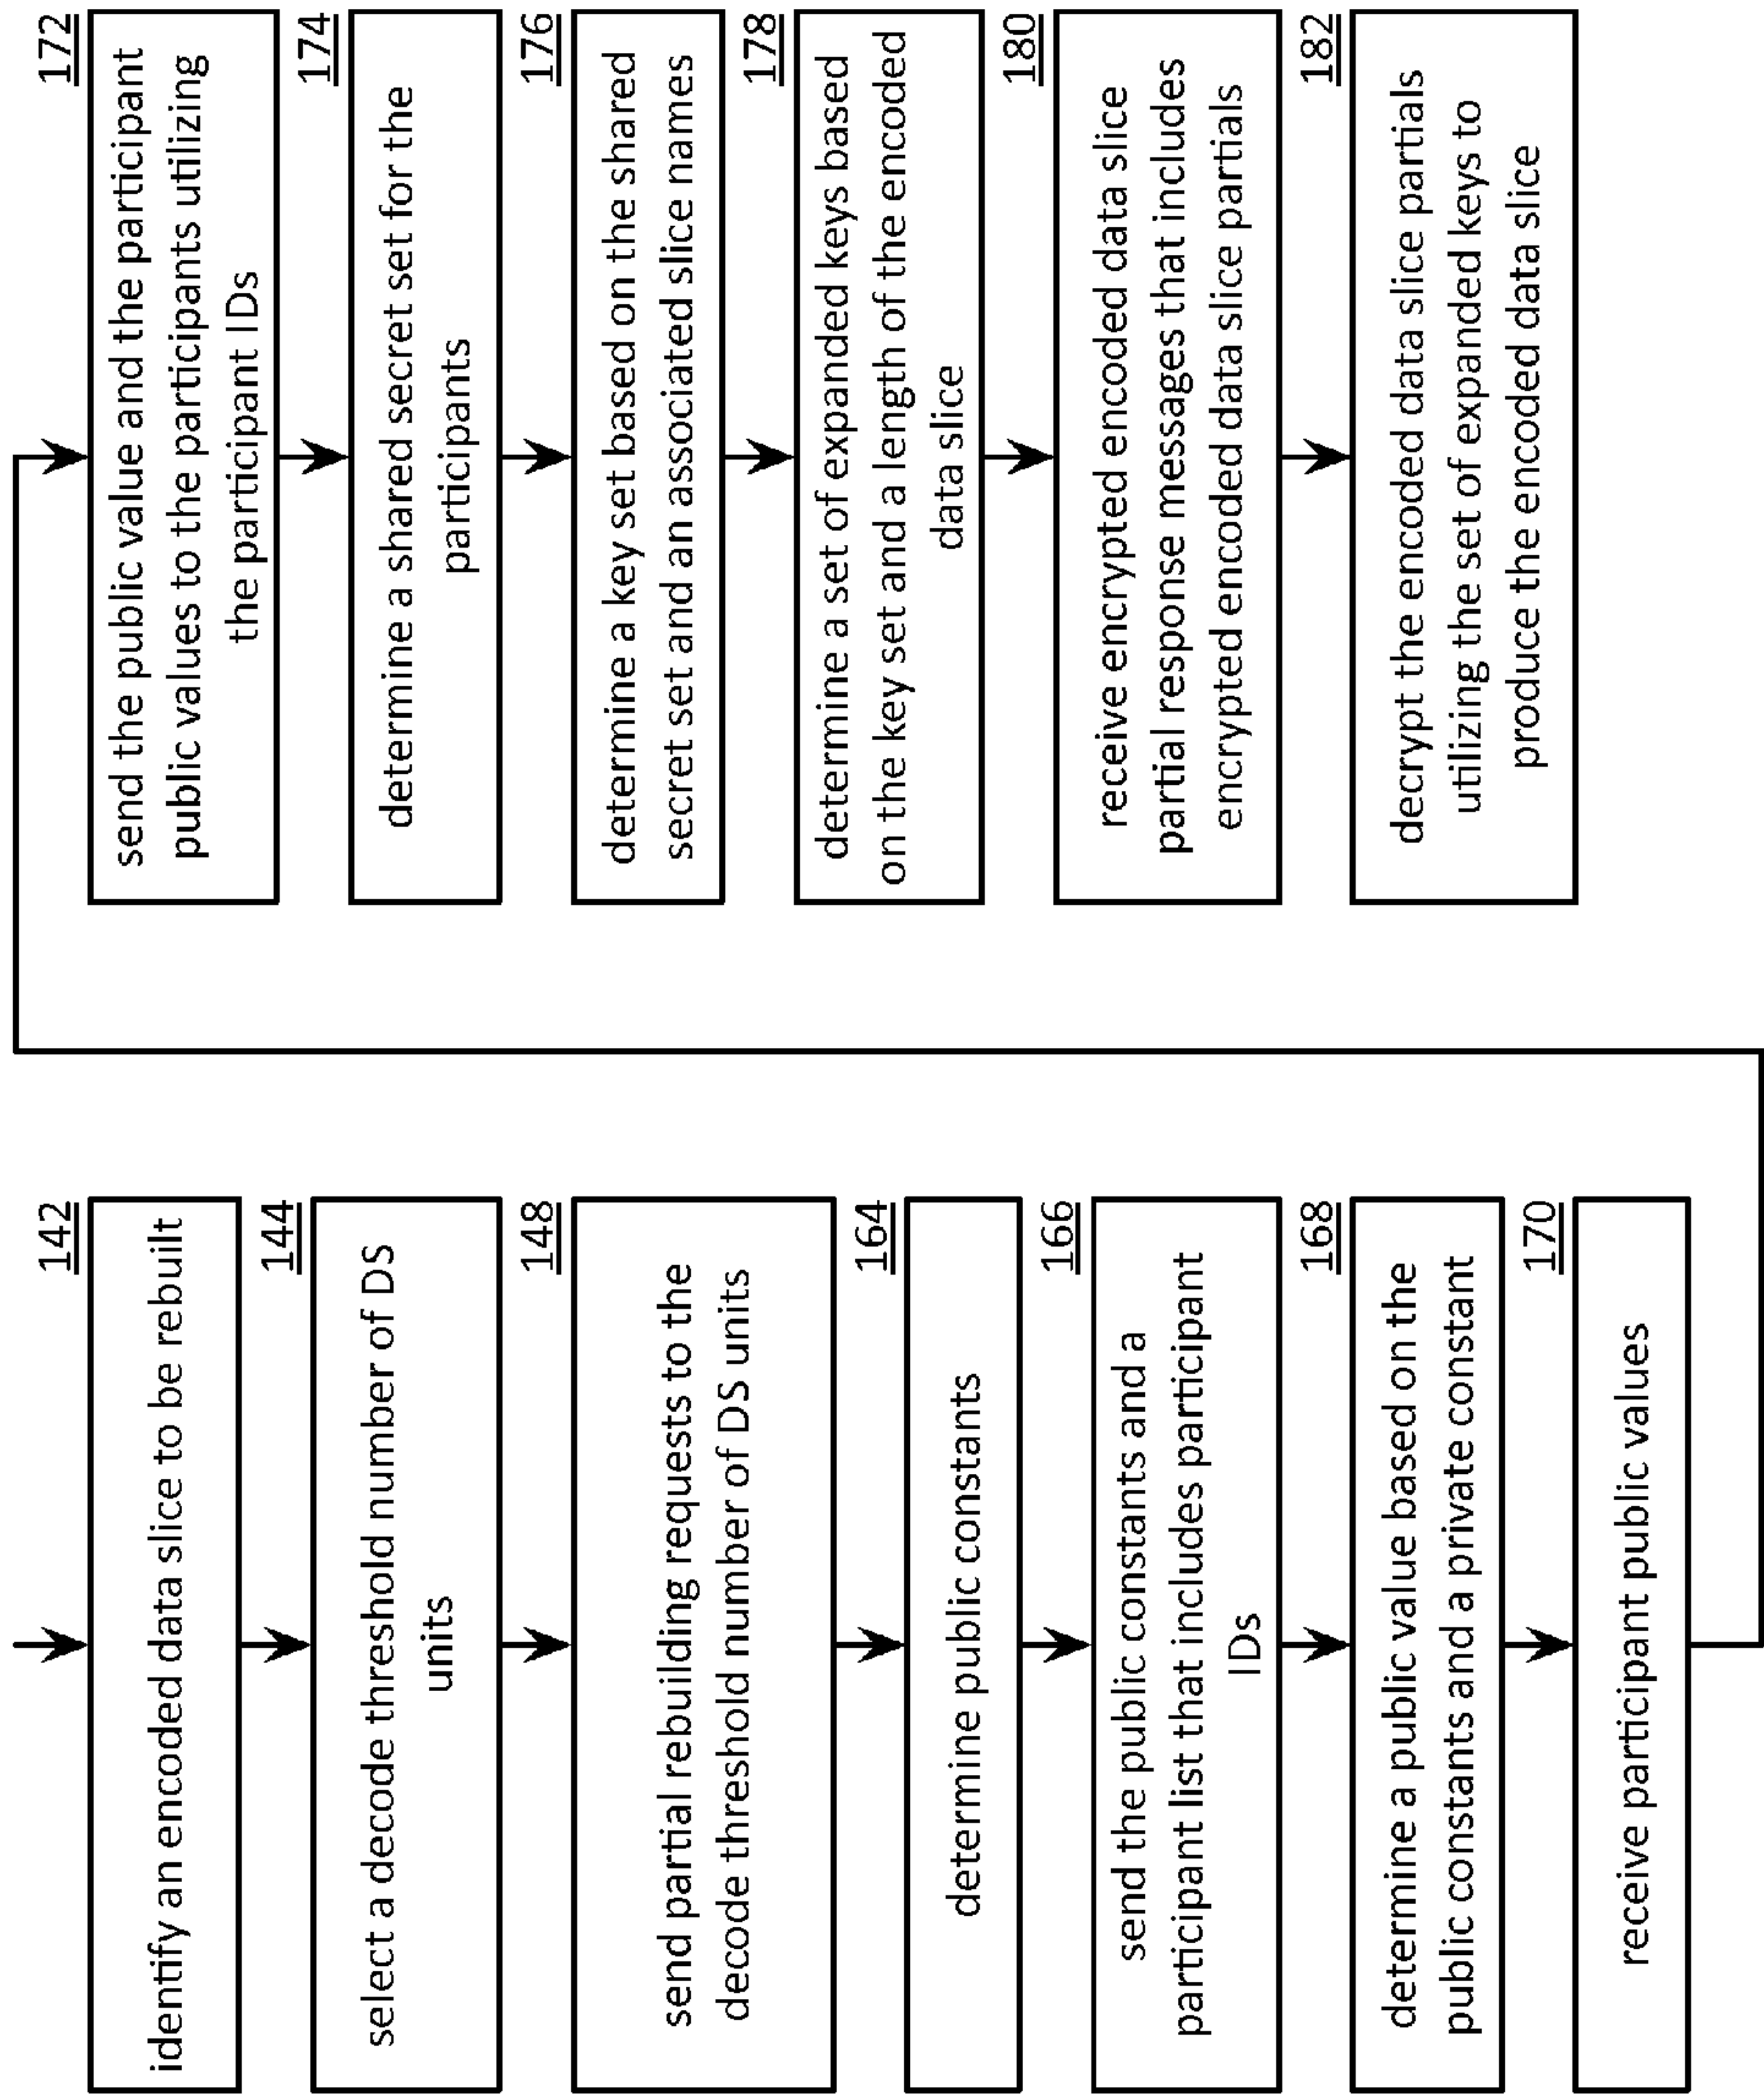 142
identify an encoded data slice to be rebuilt
144
select a decode threshold number of DS
units
148
send partial rebuilding requests to the
decode threshold number of DS units
164
determine public constants
166
send the public constants and a
participant list that includes participant
IDs
168
determine a public value based on the
public constants and a private constant
170
receive participant public values
172
send the public value and the participant
public values to the participants utilizing
the participant IDs
174
determine a shared secret set for the
participants
176
determine a key set based on the shared
secret set and an associated slice names
178
determine a set of expanded keys based
on the key set and a length of the encoded
data slice
180
receive encrypted encoded data slice
partial response messages that includes
encrypted encoded data slice partials
182
decrypt the encoded data slice partials
utilizing the set of expanded keys to
produce the encoded data slice